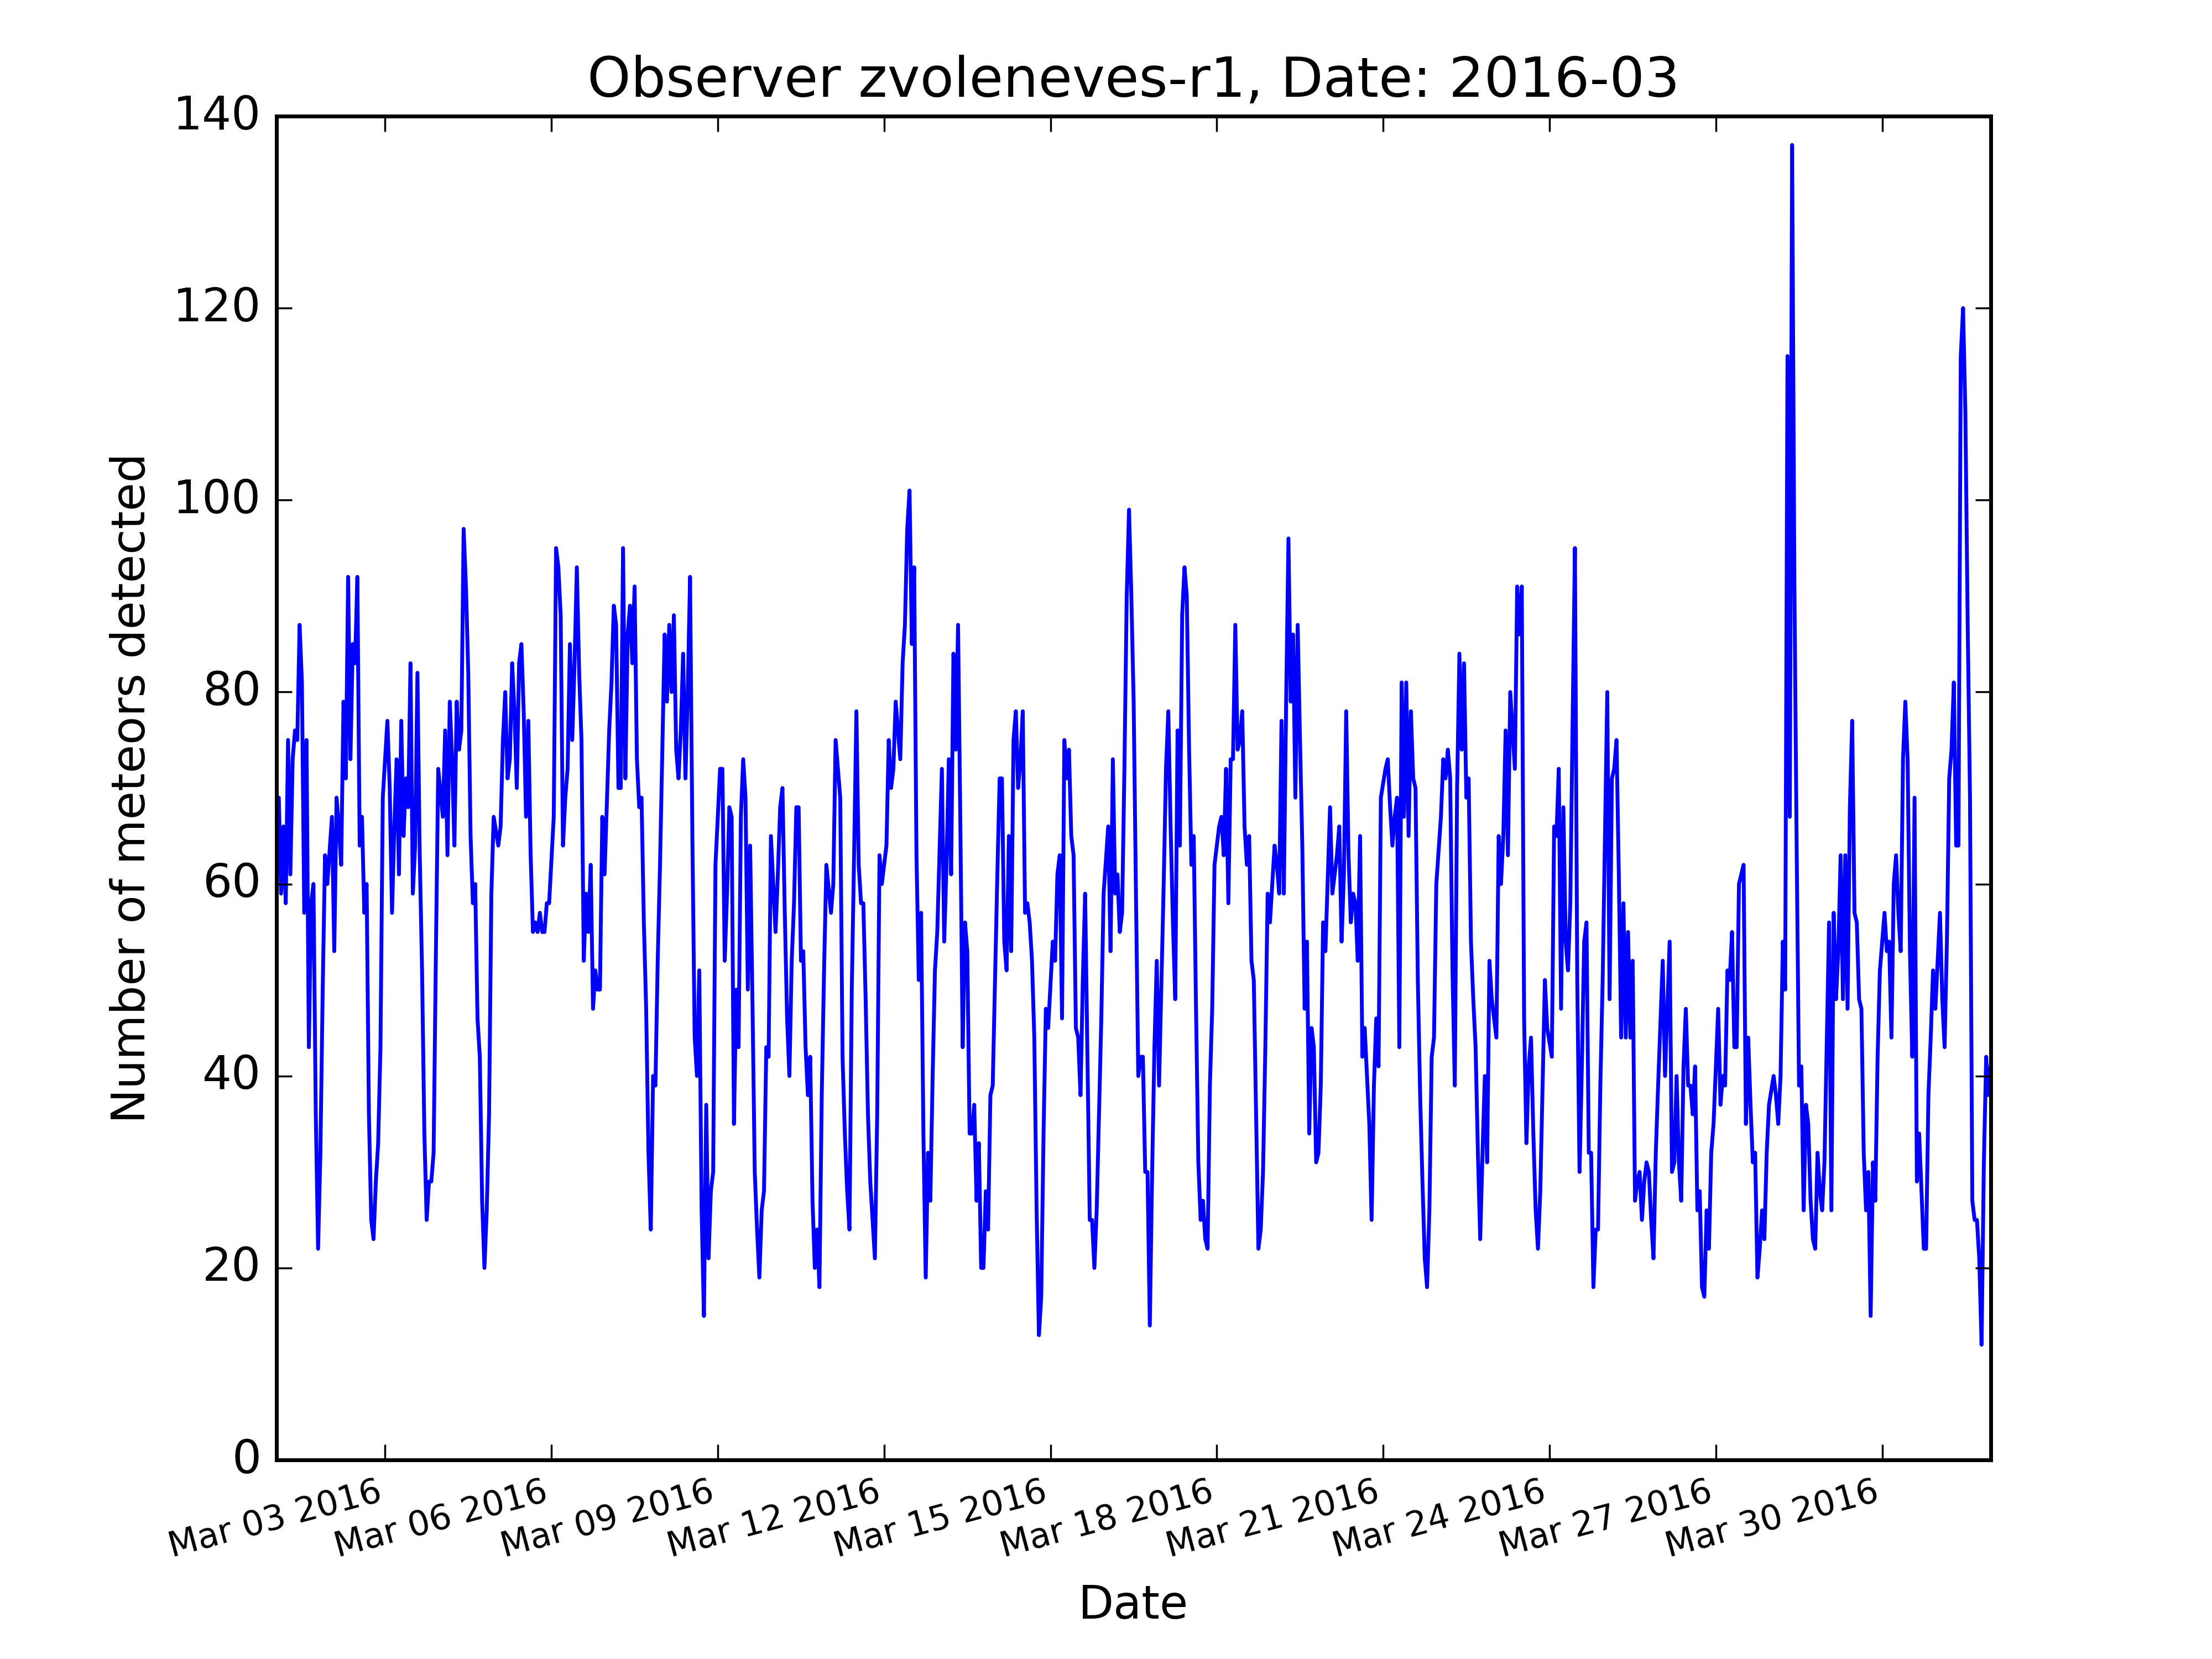 Observer zvoleneves-r1, Date: 2016-03
140
120
100
80
60
40
20
0
Number of meteors detected
Mar 03 2016
Mar 06 2016
Mar 09 2016
Mar 12 2016
Mar 15 2016
Mar 18 2016
Mar 21 2016
Mar 24 2016
Mar 27 2016
Mar 30 2016
Date